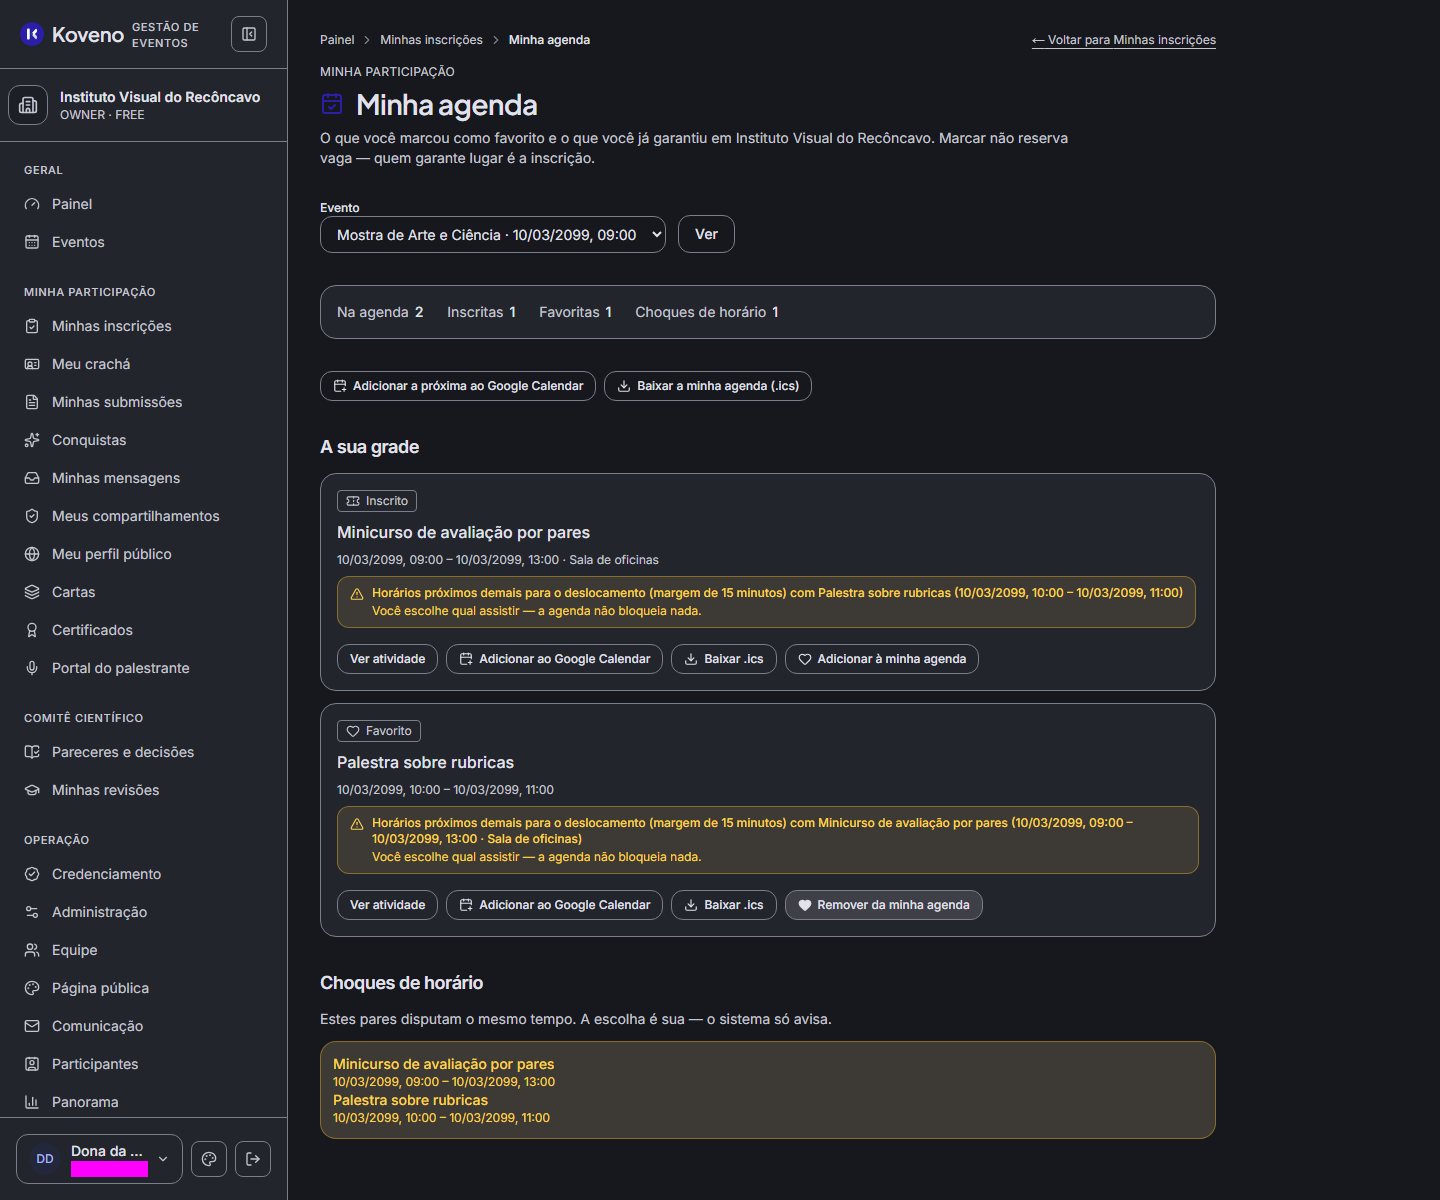 Koveno
GESTÃO DE
EVENTOS
Instituto Visual do Recôncavo
OWNER · FREE
GERAL
Painel
Eventos
MINHA PARTICIPAÇÃO
Minhas inscrições
Meu crachá
Minhas submissões
Conquistas
Minhas mensagens
Meus compartilhamentos
Meu perfil público
Cartas
Certificados
Portal do palestrante
COMITÊ CIENTÍFICO
Pareceres e decisões
Minhas revisões
OPERAÇÃO
Credenciamento
Administração
Equipe
Página pública
Comunicação
Participantes
Panorama
DD
Dona da ...
Painel > Minhas inscrições > Minha agenda
← Voltar para Minhas inscrições
MINHA PARTICIPAÇÃO
Minha agenda
O que você marcou como favorito e o que você já garantiu em Instituto Visual do Recôncavo. Marcar não reserva
vaga — quem garante lugar é a inscrição.
Evento
Mostra de Arte e Ciência · 10/03/2099, 09:00
Ver
Na agenda 2 Inscritas 1 Favoritas 1 Choques de horário 1
Adicionar a próxima ao Google Calendar
Baixar a minha agenda (.ics)
A sua grade
Inscrito
Minicurso de avaliação por pares
10/03/2099, 09:00 – 10/03/2099, 13:00 · Sala de oficinas
Horários próximos demais para o deslocamento (margem de 15 minutos) com Palestra sobre rubricas (10/03/2099, 10:00 – 10/03/2099, 11:00)
Você escolhe qual assistir — a agenda não bloqueia nada.
Ver atividade
Adicionar ao Google Calendar
Baixar .ics
Adicionar à minha agenda
Favorito
Palestra sobre rubricas
10/03/2099, 10:00 – 10/03/2099, 11:00
Horários próximos demais para o deslocamento (margem de 15 minutos) com Minicurso de avaliação por pares (10/03/2099, 09:00 –
10/03/2099, 13:00 · Sala de oficinas)
Você escolhe qual assistir — a agenda não bloqueia nada.
Ver atividade
Adicionar ao Google Calendar
Baixar .ics
Remover da minha agenda
Choques de horário
Estes pares disputam o mesmo tempo. A escolha é sua — o sistema só avisa.
Minicurso de avaliação por pares
10/03/2099, 09:00 – 10/03/2099, 13:00
Palestra sobre rubricas
10/03/2099, 10:00 – 10/03/2099, 11:00